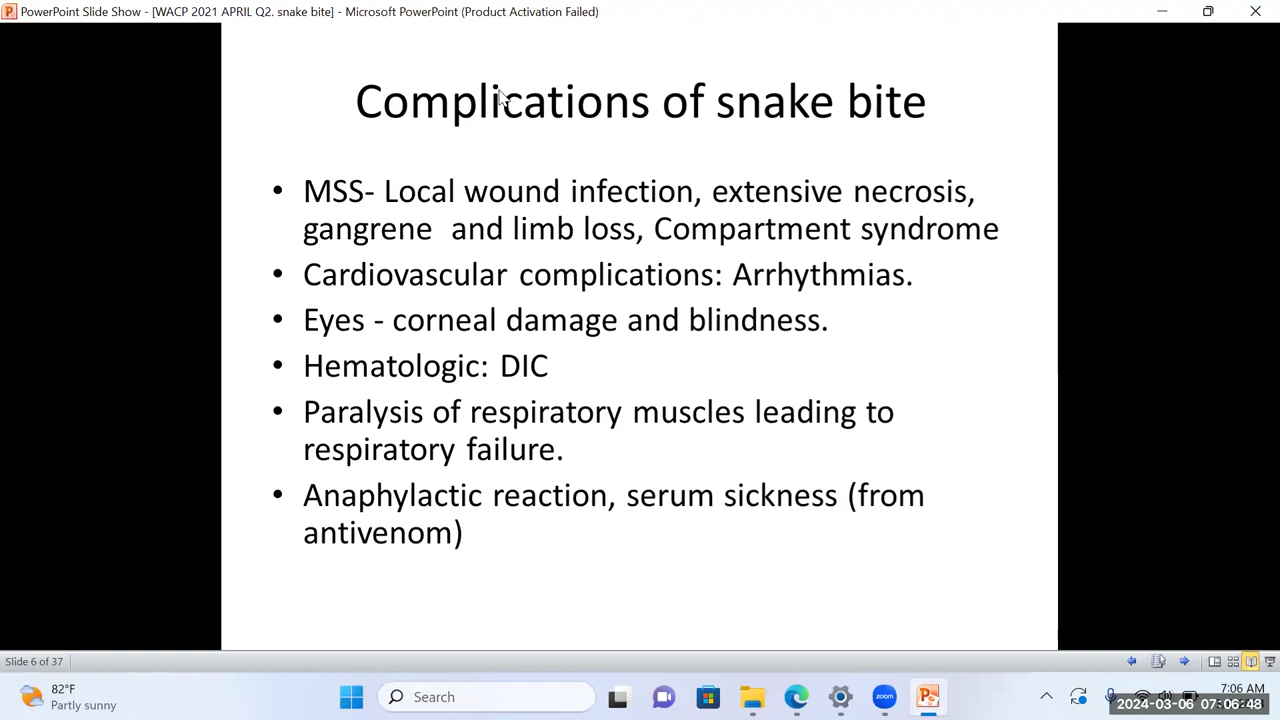 PowerPoint Slide Show - [WACP 2021 APRIL Q2. snake bite] - Microsoft PowerPoint (Product Activation Failed)
Complications of snake bite
• MSS- Local wound infection, extensive necrosis,
gangrene and limb loss, Compartment syndrome
• Cardiovascular complications: Arrhythmias.
• Eyes - corneal damage and blindness.
• Hematologic: DIC
• Paralysis of respiratory muscles leading to
respiratory failure.
• Anaphylactic reaction, serum sickness (from
antivenom)
Slide 6 of 37
82°F
Partly sunny
Search
zoom
7:06 AM
2024-03-06 07:06:48